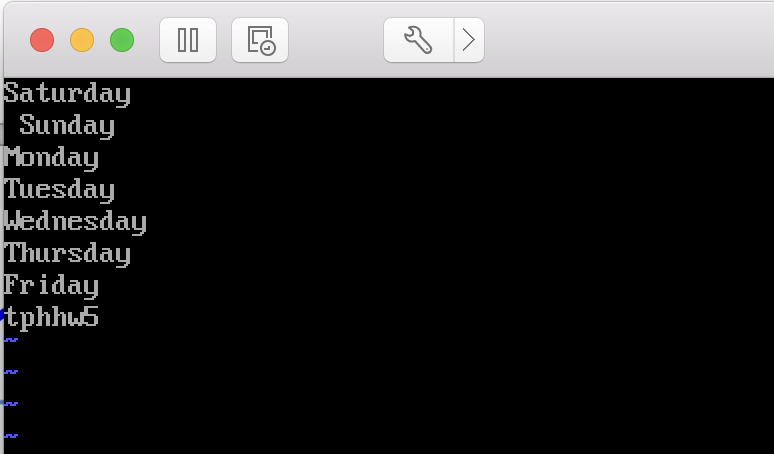 Saturday
 Sunday
Monday
Tuesday
Wednesday
Thursday
Friday
tphhw5
~
~
~
~